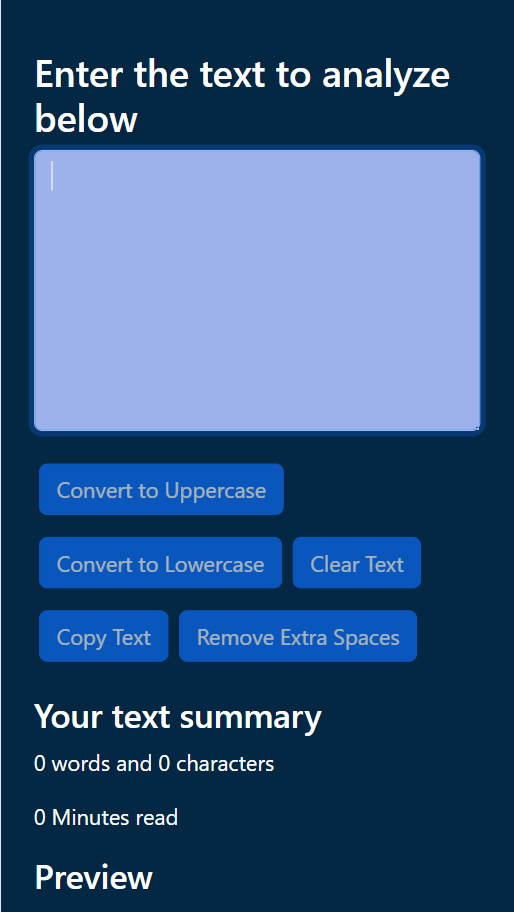 Enter the text to analyze
below
Convert to Uppercase
Convert to Lowercase Clear Text
Copy Text Remove Extra Spaces
Your text summary
0 words and 0 characters
0 Minutes read
Preview